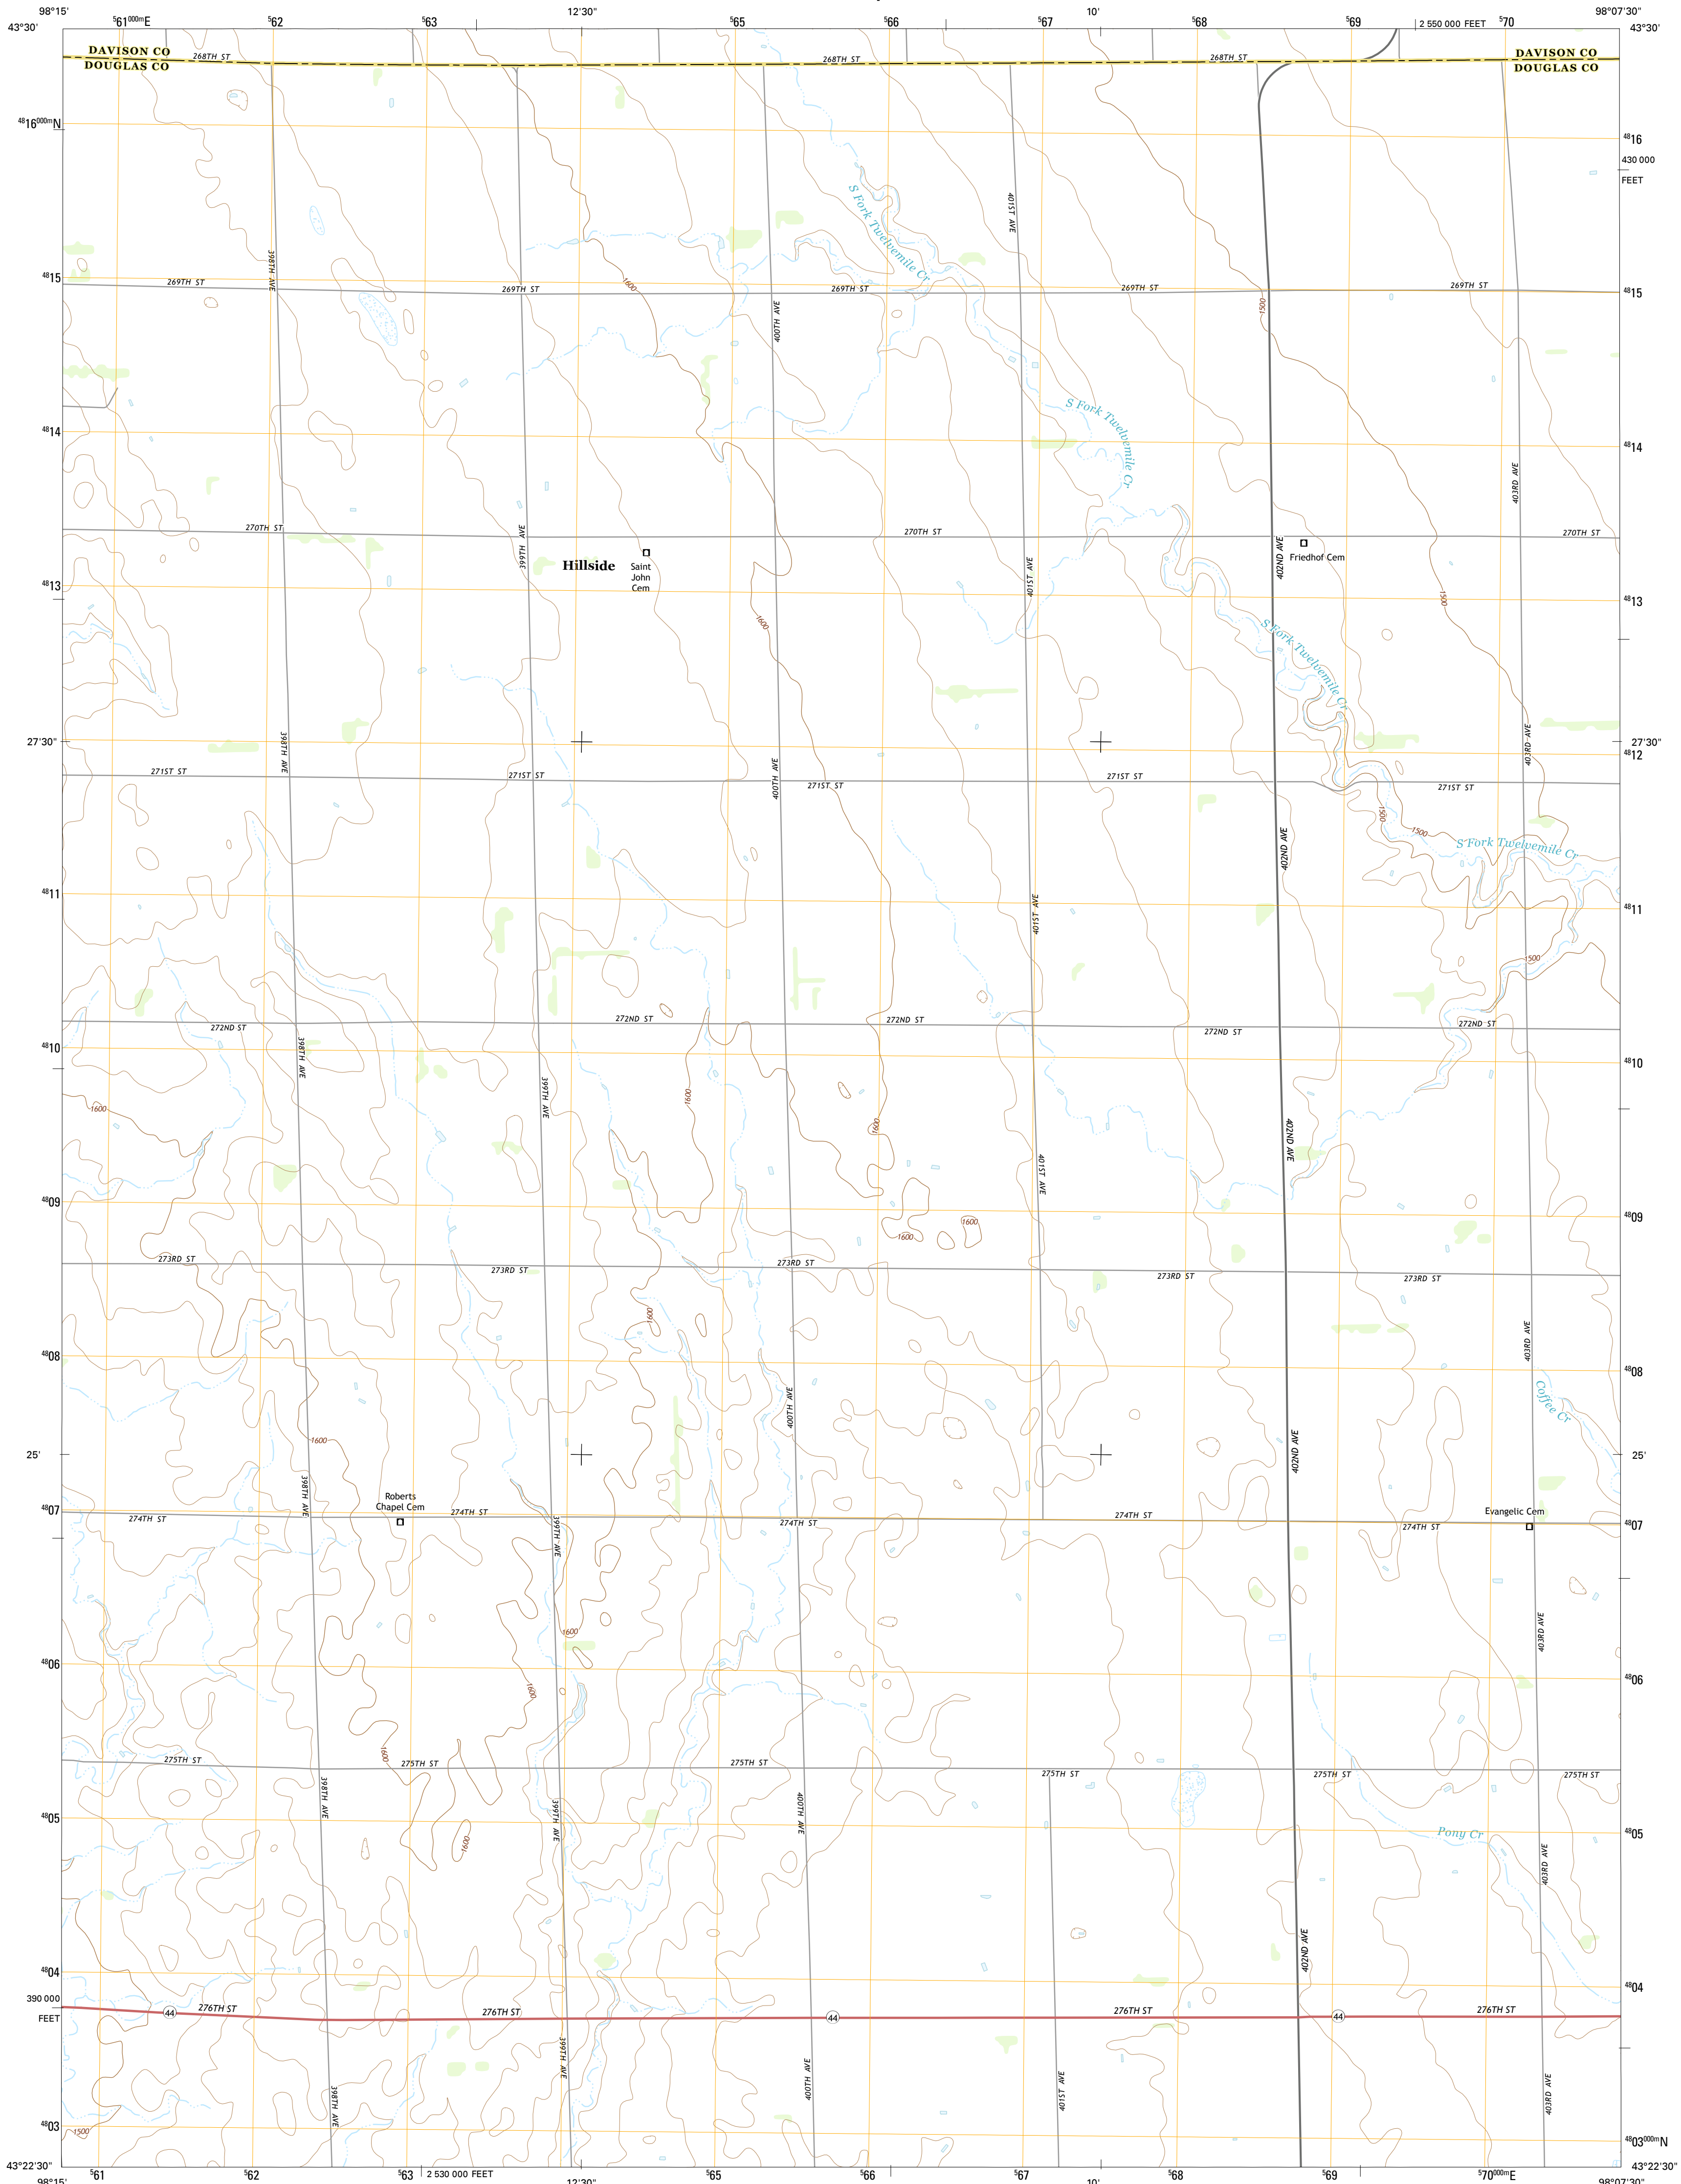 98°15'
⁵61⁰⁰⁰ᵐE
⁵62
⁵63
12'30"
⁵65
⁵66
⁵67
10'
⁵68
⁵69
2 550 000 FEET
⁵70
98°07'30"
43°30'
43°30'
DAVISON CO
DOUGLAS CO
268TH ST
268TH ST
268TH ST
DAVISON CO
DOUGLAS CO
⁴⁸16⁰⁰⁰ᵐN
⁴⁸16
430 000
FEET
S Fork Twelvemile Cr
401ST AVE
398TH AVE
⁴⁸15
269TH ST
269TH ST
269TH ST
269TH ST
269TH ST
⁴⁸15
1600
1500
400TH AVE
S Fork Twelvemile Cr
⁴⁸14
⁴⁸14
403RD AVE
270TH ST
399TH AVE
270TH ST
402ND AVE
270TH ST
Hillside
Saint
John
Cem
Friedhof Cem
401ST AVE
⁴⁸13
1500
⁴⁸13
1600
S Fork Twelvemile Cr
27'30"
398TH AVE
403RD AVE
27'30"
⁴⁸12
271ST ST
271ST ST
400TH AVE
271ST ST
271ST ST
271ST ST
1500
1500
402ND AVE
S Fork Twelvemile Cr
⁴⁸11
401ST AVE
⁴⁸11
1500
272ND ST
272ND ST
272ND ST
272ND ST
272ND ST
⁴⁸10
398TH AVE
⁴⁸10
1600
399TH AVE
1600
1600
402ND AVE
401ST AVE
⁴⁸09
⁴⁸09
1600
1600
273RD ST
273RD ST
273RD ST
273RD ST
273RD ST
1600
403RD AVE
⁴⁸08
⁴⁸08
400TH AVE
Coffee Cr
1600
402ND AVE
25'
25'
398TH AVE
Roberts
Chapel Cem
⁴⁸07
274TH ST
274TH ST
399TH AVE
274TH ST
274TH ST
274TH ST
Evangelic Cem
⁴⁸07
1600
403RD AVE
⁴⁸06
⁴⁸06
1600
1600
275TH ST
275TH ST
275TH ST
275TH ST
275TH ST
275TH ST
398TH AVE
399TH AVE
400TH AVE
⁴⁸05
1600
Pony Cr
⁴⁸05
403RD AVE
402ND AVE
⁴⁸04
⁴⁸04
390 000
FEET
44
276TH ST
276TH ST
44
276TH ST
44
276TH ST
399TH AVE
400TH AVE
401ST AVE
403RD AVE
398TH AVE
⁴⁸03
1500
⁴⁸03⁰⁰⁰ᵐN
43°22'30"
43°22'30"
⁵61
⁵62
⁵63
2 530 000 FEET
⁵65
⁵66
⁵67
⁵68
⁵69
⁵70⁰⁰⁰ᵐE
98°15'
12'30"
10'
98°07'30"